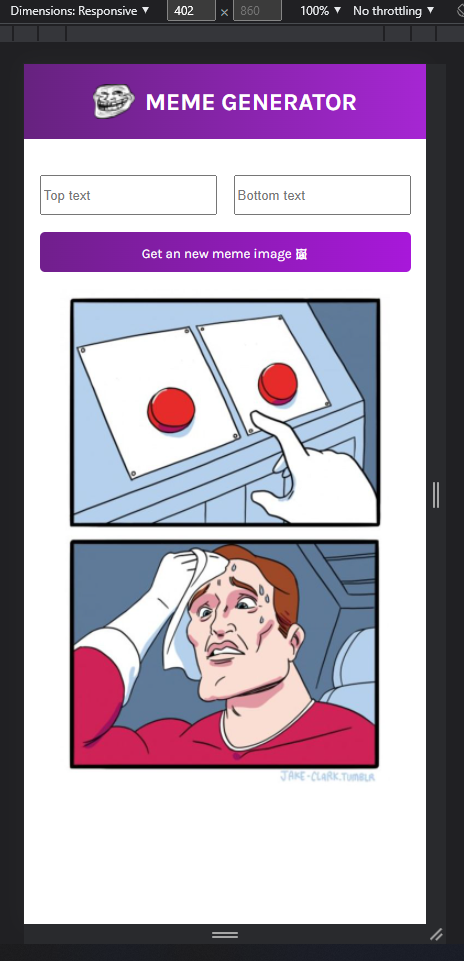 Dimensions: Responsive ▼ 402 × 860 100% ▼ No throttling ▼
MEME GENERATOR
Top text Bottom text
Get an new meme image 🖼
JAKE-CLARK.TUMBLR